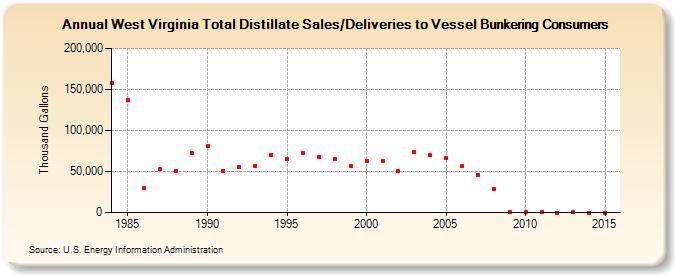 Annual West Virginia Total Distillate Sales/Deliveries to Vessel Bunkering Consumers
Thousand Gallons
200,000
150,000
100,000
50,000
0
1985 1990 1995 2000 2005 2010 2015
Source: U.S. Energy Information Administration